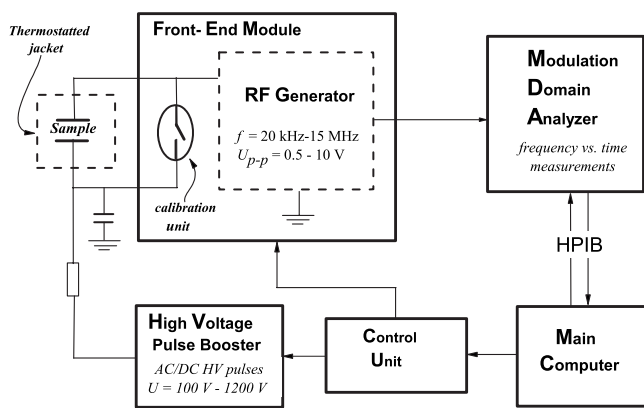 Thermostatted
jacket
Sample
Front- End Module
RF Generator
f = 20 kHz-15 MHz
Up-p = 0.5 - 10 V
calibration
unit
Modulation
Domain
Analyzer
frequency vs. time
measurements
HPIB
High Voltage
Pulse Booster
AC/DC HV pulses
U = 100 V - 1200 V
Control
Unit
Main
Computer